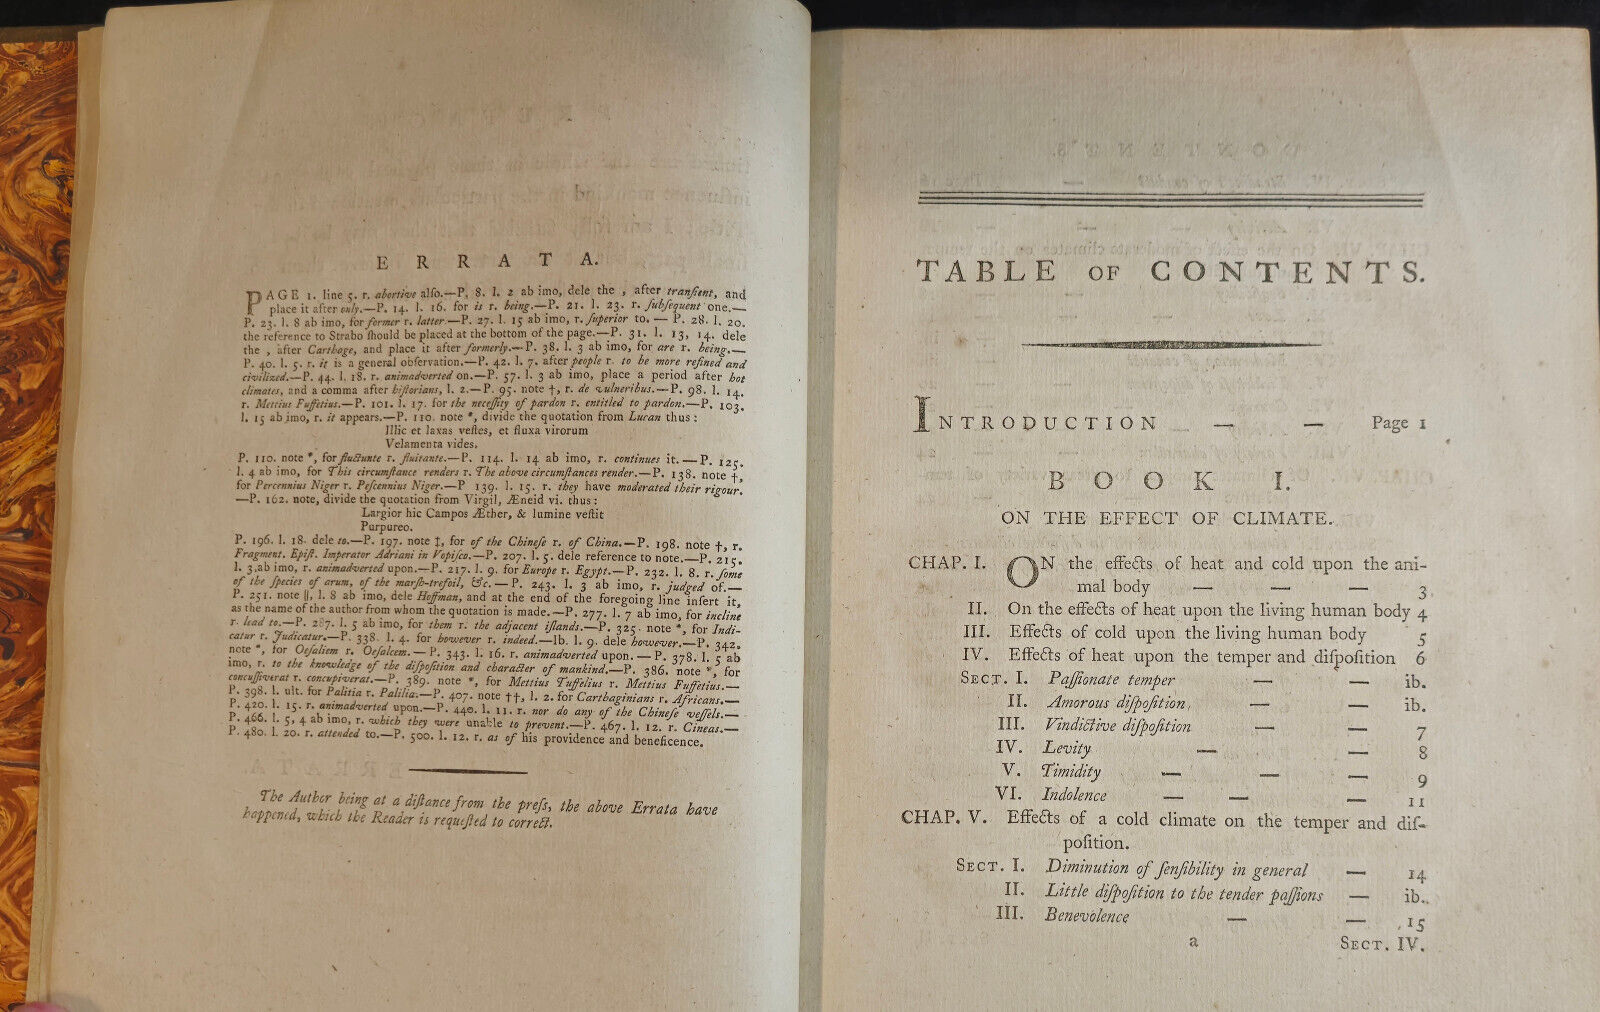 E R R A T A.
PAGE 1. line 5. r. abortive alſo.—P. 8. l. 2 ab imo, dele the , after tranſient, and
place it after only.—P. 14. l. 16. for is r. being.—P. 21. l. 23. r. ſubſequent one.—
P. 23. l. 8 ab imo, for former r. latter.—P. 27. l. 15 ab imo, r. ſuperior to. — P. 28. l. 20.
the reference to Strabo ſhould be placed at the bottom of the page.—P. 31. l. 13, 14. dele
the , after Carthage, and place it after formerly.—P. 38. l. 3 ab imo, for are r. being.—
P. 40. l. 5. r. it is a general obſervation.—P. 42. l. 7. after people r. to be more refined and
civilized.—P. 44. l. 18. r. animadverted on.—P. 57. l. 3 ab imo, place a period after hot
climates, and a comma after hiſtorians, l. 2.—P. 95. note †, r. de vulneribus.—P. 98. l. 14.
r. Mettius Fuffetius.—P. 101. l. 17. for the neceſſity of pardon r. entitled to pardon.—P. 103.
l. 15 ab imo, r. it appears.—P. 110. note *, divide the quotation from Lucan thus:
Illic et laxas veſtes, et fluxa virorum
Velamenta vides.
P. 110. note *, for fluctunte r. fluitante.—P. 114. l. 14 ab imo, r. continues it. — P. 125.
l. 4 ab imo, for This circumſtance renders r. The above circumſtances render.—P. 138. note †,
for Percennius Niger r. Peſcennius Niger.—P 139. l. 15. r. they have moderated their rigour.
—P. 162. note, divide the quotation from Virgil, Æneid vi. thus:
Largior hic Campos Æther, & lumine veſtit
Purpureo.
P. 196. l. 18. dele to.—P. 197. note ‡, for of the Chineſe r. of China.—P. 198. note †, r.
Fragment. Epiſt. Imperator Adriani in Vopiſco.—P. 207. l. 5. dele reference to note.—P. 215.
l. 3 ab imo, r. animadverted upon.—P. 217. l. 9. for Europe r. Egypt.—P. 232. l. 8. r. ſome
of the ſpecies of arum, of the marſh-trefoil, &c. — P. 243. l. 3 ab imo, r. judged of.—
P. 251. note ||, l. 8 ab imo, dele Hoffman, and at the end of the foregoing line inſert it,
as the name of the author from whom the quotation is made.—P. 277. l. 7 ab imo, for incline
r. lead to.—P. 287. l. 5 ab imo, for them r. the adjacent iſlands.—P. 325. note *, for Indi-
catur r. Judicatur.—P. 338. l. 4. for however r. indeed.—Ib. l. 9. dele however.—P. 342.
note *, for Oeſaliem r. Oeſalcem. — P. 343. l. 16. r. animadverted upon. — P. 378. l. 5 ab
imo, r. to the knowledge of the diſpoſition and character of mankind.—P. 386. note *, for
concuſſiverat r. concupiverat.—P. 389. note *, for Mettius Tuffelius r. Mettius Fuffetius.—
P. 398. l. ult. for Palitia r. Palilia.—P. 407. note ††, l. 2. for Carthaginians r. Africans.—
P. 420. l. 15. r. animadverted upon.—P. 440. l. 11. r. nor do any of the Chineſe veſſels.—
P. 466. l. 5, 4 ab imo, r. which they were unable to prevent.—P. 467. l. 12. r. Cineas.—
P. 480. l. 20. r. attended to.—P. 500. l. 12. r. as of his providence and beneficence.
The Author being at a diſtance from the preſs, the above Errata have
happened, which the Reader is requeſted to correct.
TABLE OF CONTENTS.
INTRODUCTION — — Page 1
B O O K I.
ON THE EFFECT OF CLIMATE.
CHAP. I. ON the effects of heat and cold upon the ani-
mal body — — — 3
II. On the effects of heat upon the living human body 4
III. Effects of cold upon the living human body 5
IV. Effects of heat upon the temper and diſpoſition 6
SECT. I. Paſſionate temper — — ib.
II. Amorous diſpoſition, — — ib.
III. Vindictive diſpoſition — — 7
IV. Levity — — 8
V. Timidity — — — 9
VI. Indolence — — — 11
CHAP. V. Effects of a cold climate on the temper and diſ-
poſition.
SECT. I. Diminution of ſenſibility in general — 14
II. Little diſpoſition to the tender paſſions — ib.
III. Benevolence — — 15
a SECT. IV.